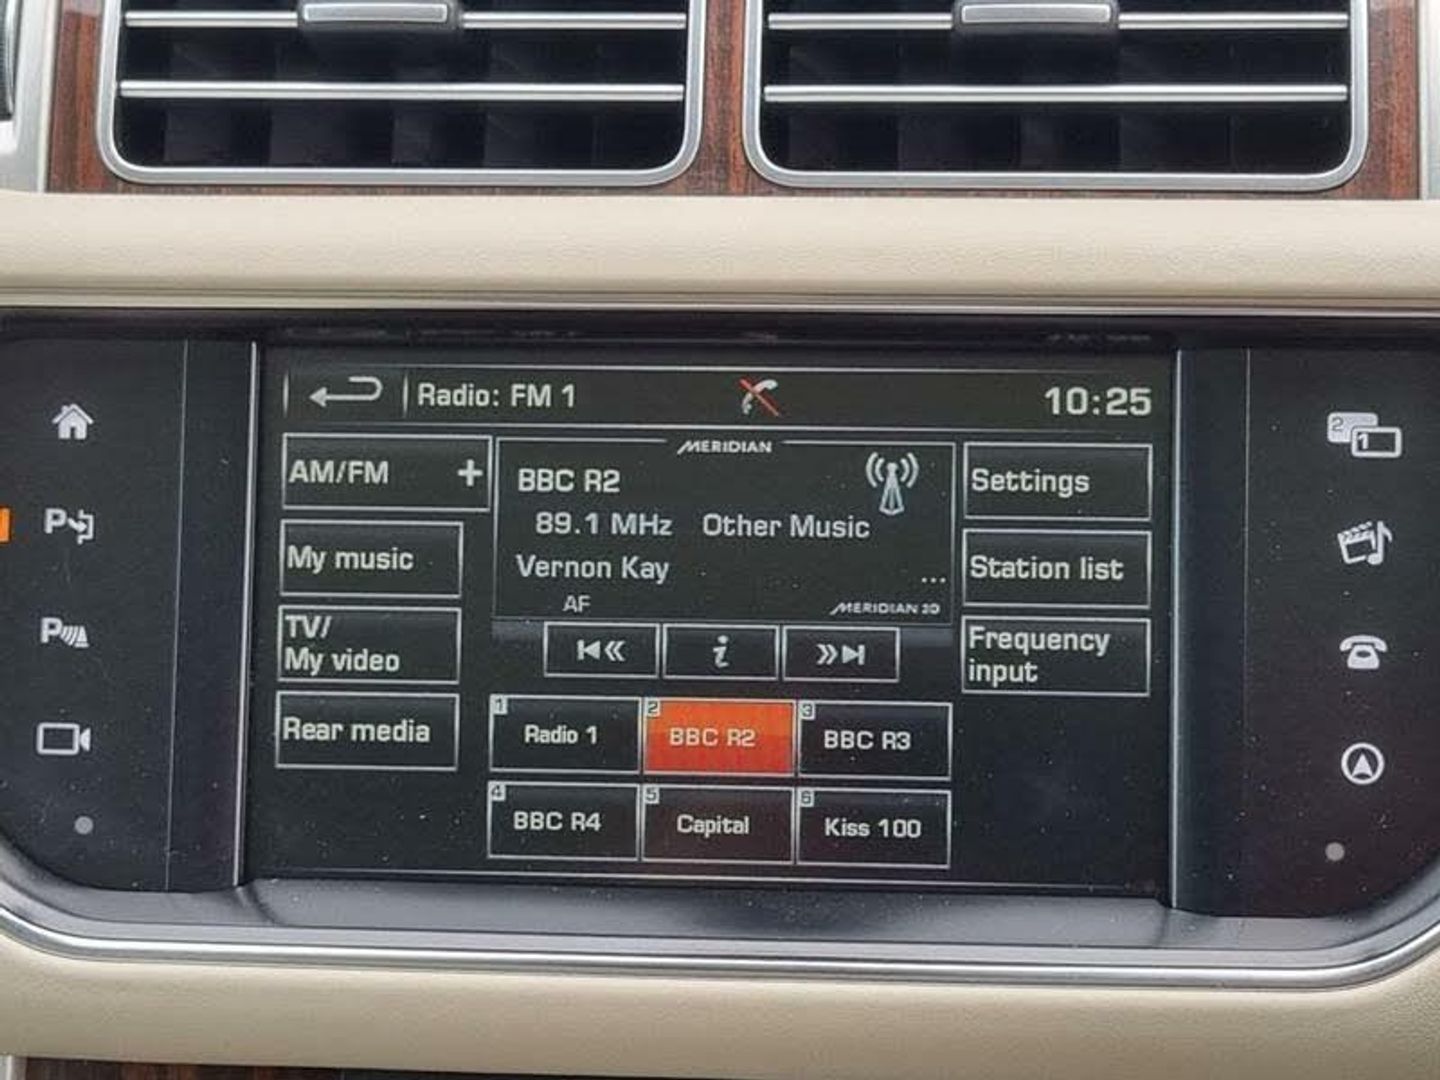 Radio: FM 1
10:25
AM/FM +
MERIDIAN
BBC R2
Settings
89.1 MHz Other Music
My music
Vernon Kay
...
Station list
AF
MERIDIAN 3D
TV/
My video
i
Frequency
input
Rear media
1 Radio 1
2 BBC R2
3 BBC R3
4 BBC R4
5 Capital
6 Kiss 100
P
P
2
1